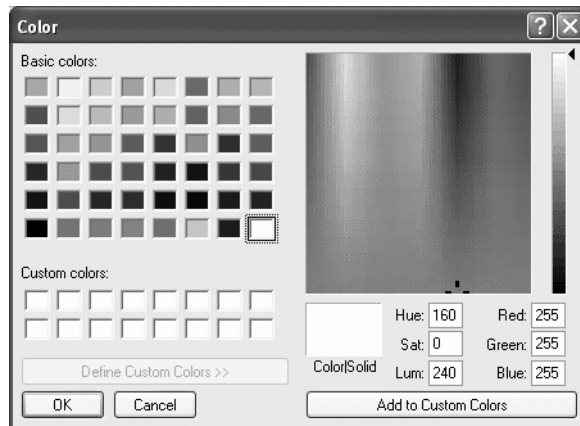 Color
Basic colors:
Custom colors:
Define Custom Colors >>
OK Cancel
Color|Solid
Hue: 160 Red: 255
Sat: 0 Green: 255
Lum: 240 Blue: 255
Add to Custom Colors